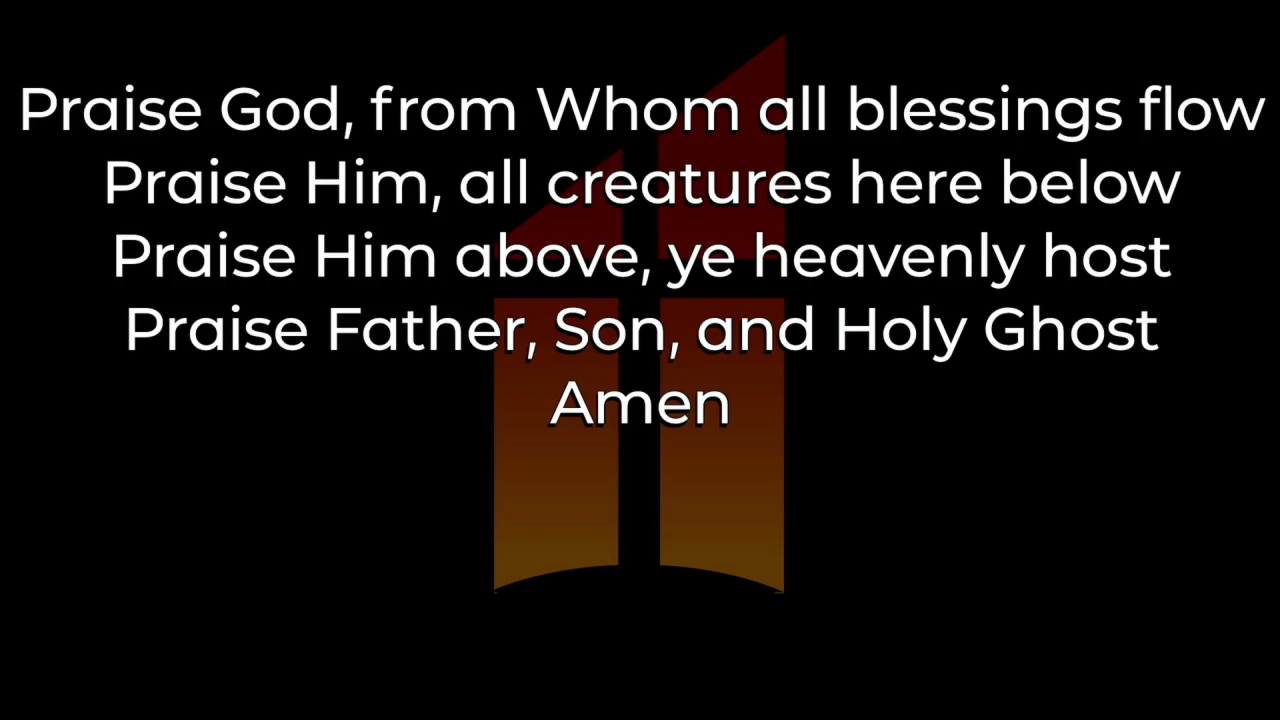 Praise God, from Whom all blessings flow
Praise Him, all creatures here below
Praise Him above, ye heavenly host
Praise Father, Son, and Holy Ghost
Amen